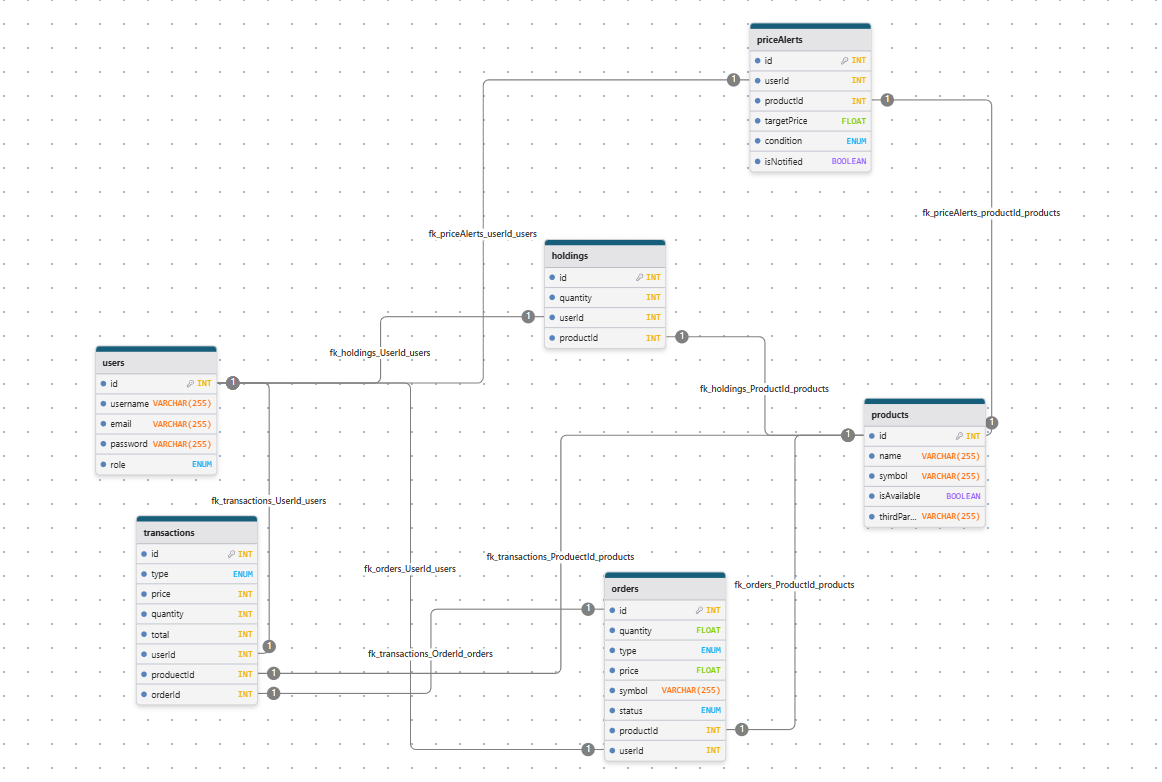 priceAlerts
id INT
userId INT
1
productId INT
1
targetPrice FLOAT
condition ENUM
isNotified BOOLEAN
fk_priceAlerts_productId_products
fk_priceAlerts_userId_users
holdings
id INT
quantity INT
userId INT
1
productId INT
1
fk_holdings_UserId_users
fk_holdings_ProductId_products
users
id INT
1
username VARCHAR(255)
email VARCHAR(255)
password VARCHAR(255)
role ENUM
products
1
id INT
1
name VARCHAR(255)
symbol VARCHAR(255)
isAvailable BOOLEAN
thirdPar... VARCHAR(255)
fk_transactions_UserId_users
transactions
id INT
type ENUM
price INT
quantity INT
total INT
userId INT
1
proructId INT
1
orderId INT
1
fk_transactions_ProductId_products
fk_orders_UserId_users
fk_orders_ProductId_products
fk_transactions_OrderId_orders
orders
1
id INT
quantity FLOAT
type ENUM
price FLOAT
symbol VARCHAR(255)
status ENUM
productId INT
1
userId INT
1